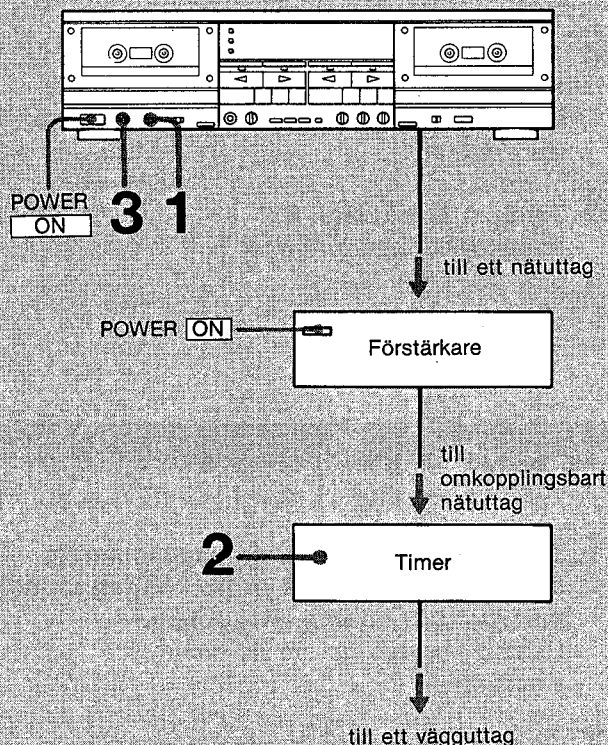 POWER
ON
3 1
till ett nätuttag
POWER ON
Förstärkare
till
omkopplingsbart
nätuttag
2
Timer
till ett vägguttag